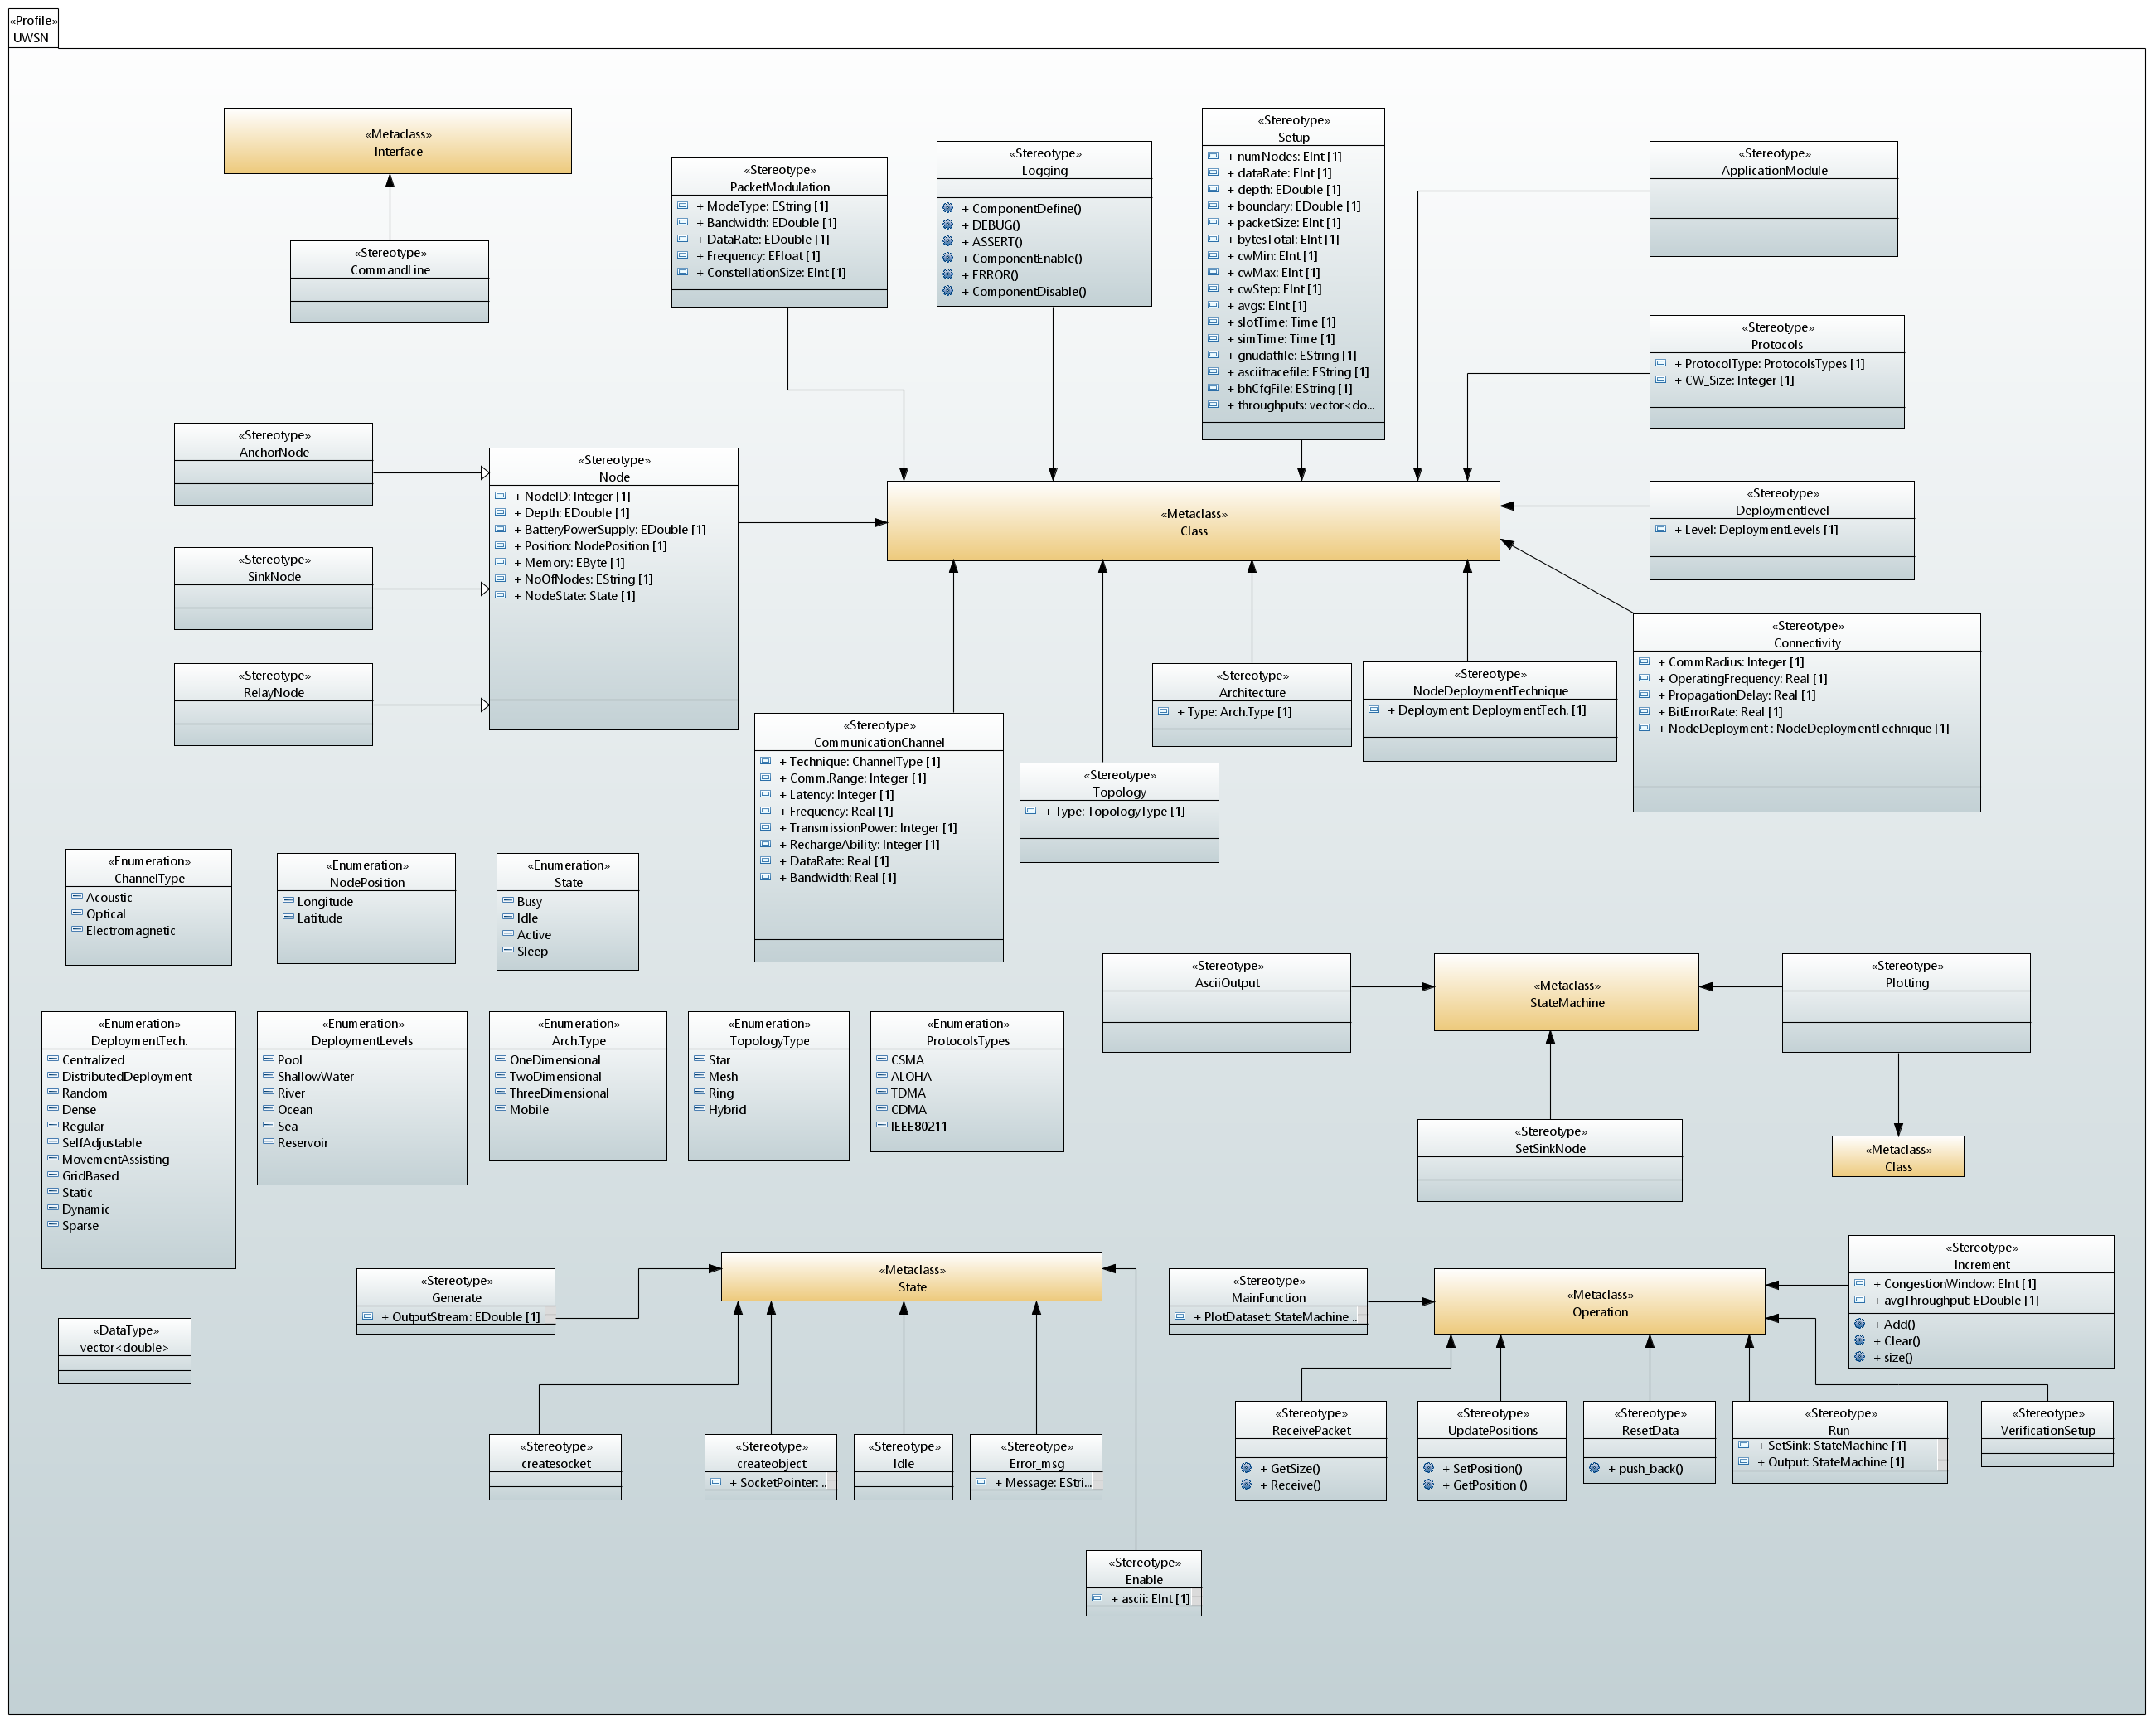 «Profile»
UWSN
«Metaclass»
Interface
«Stereotype»
CommandLine
«Stereotype»
PacketModulation
+ ModeType: EString [1]
+ Bandwidth: EDouble [1]
+ DataRate: EDouble [1]
+ Frequency: EFloat [1]
+ ConstellationSize: EInt [1]
«Stereotype»
Logging
+ ComponentDefine()
+ DEBUG()
+ ASSERT()
+ ComponentEnable()
+ ERROR()
+ ComponentDisable()
«Stereotype»
Setup
+ numNodes: EInt [1]
+ dataRate: EInt [1]
+ depth: EDouble [1]
+ boundary: EDouble [1]
+ packetSize: EInt [1]
+ bytesTotal: EInt [1]
+ cwMin: EInt [1]
+ cwMax: EInt [1]
+ cwStep: EInt [1]
+ avgs: EInt [1]
+ slotTime: Time [1]
+ simTime: Time [1]
+ gnudatfile: EString [1]
+ asciitracefile: EString [1]
+ bhCfgFile: EString [1]
+ throughputs: vector<do...
«Stereotype»
ApplicationModule
«Stereotype»
Protocols
+ ProtocolType: ProtocolsTypes [1]
+ CW_Size: Integer [1]
«Stereotype»
AnchorNode
«Stereotype»
SinkNode
«Stereotype»
RelayNode
«Stereotype»
Node
+ NodeID: Integer [1]
+ Depth: EDouble [1]
+ BatteryPowerSupply: EDouble [1]
+ Position: NodePosition [1]
+ Memory: EByte [1]
+ NoOfNodes: EString [1]
+ NodeState: State [1]
«Metaclass»
Class
«Stereotype»
Deploymentlevel
+ Level: DeploymentLevels [1]
«Stereotype»
Connectivity
+ CommRadius: Integer [1]
+ OperatingFrequency: Real [1]
+ PropagationDelay: Real [1]
+ BitErrorRate: Real [1]
+ NodeDeployment : NodeDeploymentTechnique [1]
«Stereotype»
CommunicationChannel
+ Technique: ChannelType [1]
+ Comm.Range: Integer [1]
+ Latency: Integer [1]
+ Frequency: Real [1]
+ TransmissionPower: Integer [1]
+ RechargeAbility: Integer [1]
+ DataRate: Real [1]
+ Bandwidth: Real [1]
«Stereotype»
Topology
+ Type: TopologyType [1]
«Stereotype»
Architecture
+ Type: Arch.Type [1]
«Stereotype»
NodeDeploymentTechnique
+ Deployment: DeploymentTech. [1]
«Enumeration»
ChannelType
Acoustic
Optical
Electromagnetic
«Enumeration»
NodePosition
Longitude
Latitude
«Enumeration»
State
Busy
Idle
Active
Sleep
«Enumeration»
DeploymentTech.
Centralized
DistributedDeployment
Random
Dense
Regular
SelfAdjustable
MovementAssisting
GridBased
Static
Dynamic
Sparse
«Enumeration»
DeploymentLevels
Pool
ShallowWater
River
Ocean
Sea
Reservoir
«Enumeration»
Arch.Type
OneDimensional
TwoDimensional
ThreeDimensional
Mobile
«Enumeration»
TopologyType
Star
Mesh
Ring
Hybrid
«Enumeration»
ProtocolsTypes
CSMA
ALOHA
TDMA
CDMA
IEEE80211
«Stereotype»
AsciiOutput
«Metaclass»
StateMachine
«Stereotype»
Plotting
«Stereotype»
SetSinkNode
«Metaclass»
Class
«DataType»
vector<double>
«Stereotype»
Generate
+ OutputStream: EDouble [1]
«Metaclass»
State
«Stereotype»
createsocket
«Stereotype»
createobject
+ SocketPointer: ..
«Stereotype»
Idle
«Stereotype»
Error_msg
+ Message: EStri...
«Stereotype»
Enable
+ ascii: EInt [1]
«Stereotype»
MainFunction
+ PlotDataset: StateMachine ..
«Metaclass»
Operation
«Stereotype»
Increment
+ CongestionWindow: EInt [1]
+ avgThroughput: EDouble [1]
+ Add()
+ Clear()
+ size()
«Stereotype»
ReceivePacket
+ GetSize()
+ Receive()
«Stereotype»
UpdatePositions
+ SetPosition()
+ GetPosition ()
«Stereotype»
ResetData
+ push_back()
«Stereotype»
Run
+ SetSink: StateMachine [1]
+ Output: StateMachine [1]
«Stereotype»
VerificationSetup